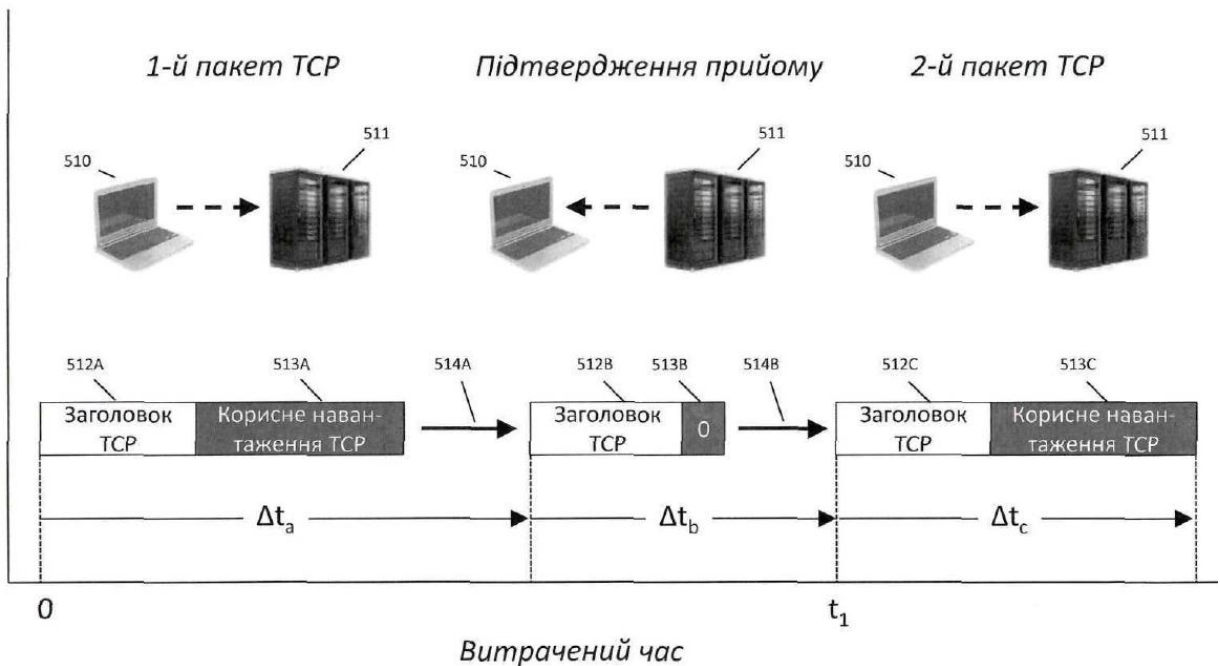 1-й пакет TCP
Підтвердження прийому
2-й пакет TCP
510
511
510
511
510
511
512A
513A
514A
512B
513B
514B
512C
513C
Заголовок
TCP
Корисне наван-
таження TCP
Заголовок
TCP
0
Заголовок
TCP
Корисне наван-
таження TCP
Δtₐ
Δt_b
Δt_c
0
t₁
Витрачений час